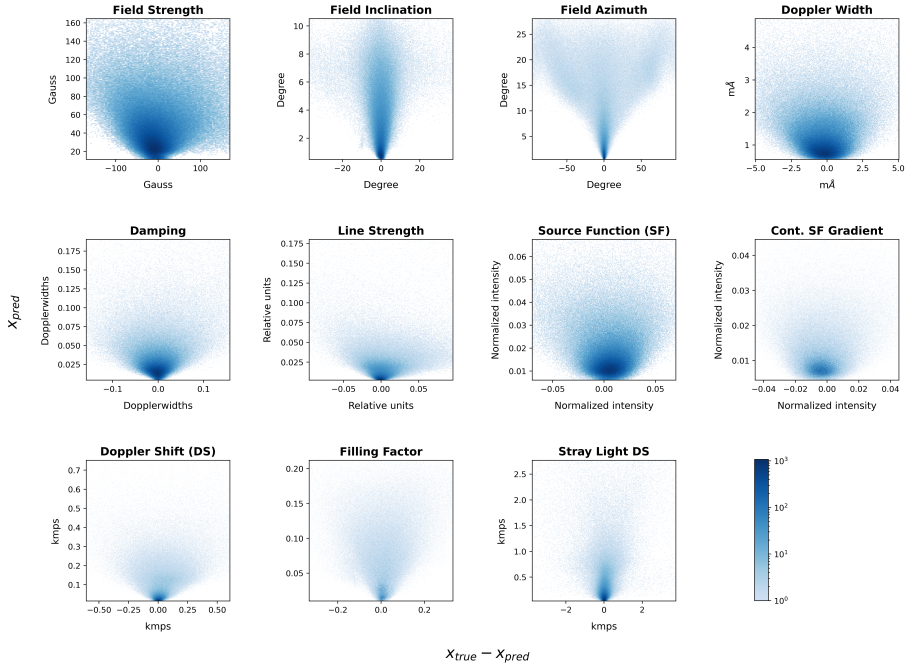 Field Strength
Field Inclination
Field Azimuth
Doppler Width
160
140
120
100
80
60
40
20
Gauss
−100 0 100
Gauss
10
8
6
4
2
Degree
−20 0 20
Degree
25
20
15
10
5
Degree
−50 0 50
Degree
4
3
2
1
mÅ
−5.0 −2.5 0.0 2.5 5.0
mÅ
x_pred
Damping
Line Strength
Source Function (SF)
Cont. SF Gradient
0.175
0.150
0.125
0.100
0.075
0.050
0.025
Dopplerwidths
−0.1 0.0 0.1
Dopplerwidths
0.175
0.150
0.125
0.100
0.075
0.050
0.025
Relative units
−0.05 0.00 0.05
Relative units
0.06
0.05
0.04
0.03
0.02
0.01
Normalized intensity
−0.05 0.00 0.05
Normalized intensity
0.04
0.03
0.02
0.01
Normalized intensity
−0.04 −0.02 0.00 0.02 0.04
Normalized intensity
Doppler Shift (DS)
Filling Factor
Stray Light DS
0.7
0.6
0.5
0.4
0.3
0.2
0.1
kmps
−0.50 −0.25 0.00 0.25 0.50
kmps
0.20
0.15
0.10
0.05
−0.2 0.0 0.2
2.5
2.0
1.5
1.0
0.5
kmps
−2 0 2
kmps
10³
10²
10¹
10⁰
x_true − x_pred